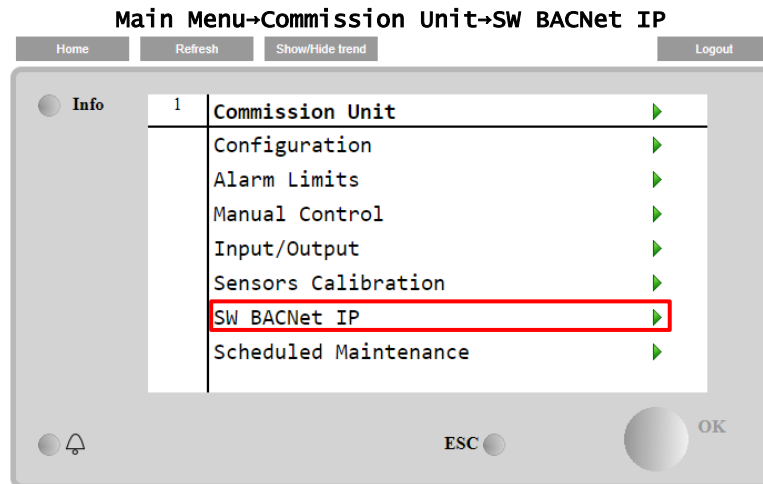 Main Menu→Commission Unit→SW BACNet IP
Home Refresh Show/Hide trend Logout
Info
1 Commission Unit
Configuration
Alarm Limits
Manual Control
Input/Output
Sensors Calibration
SW BACNet IP
Scheduled Maintenance
ESC OK